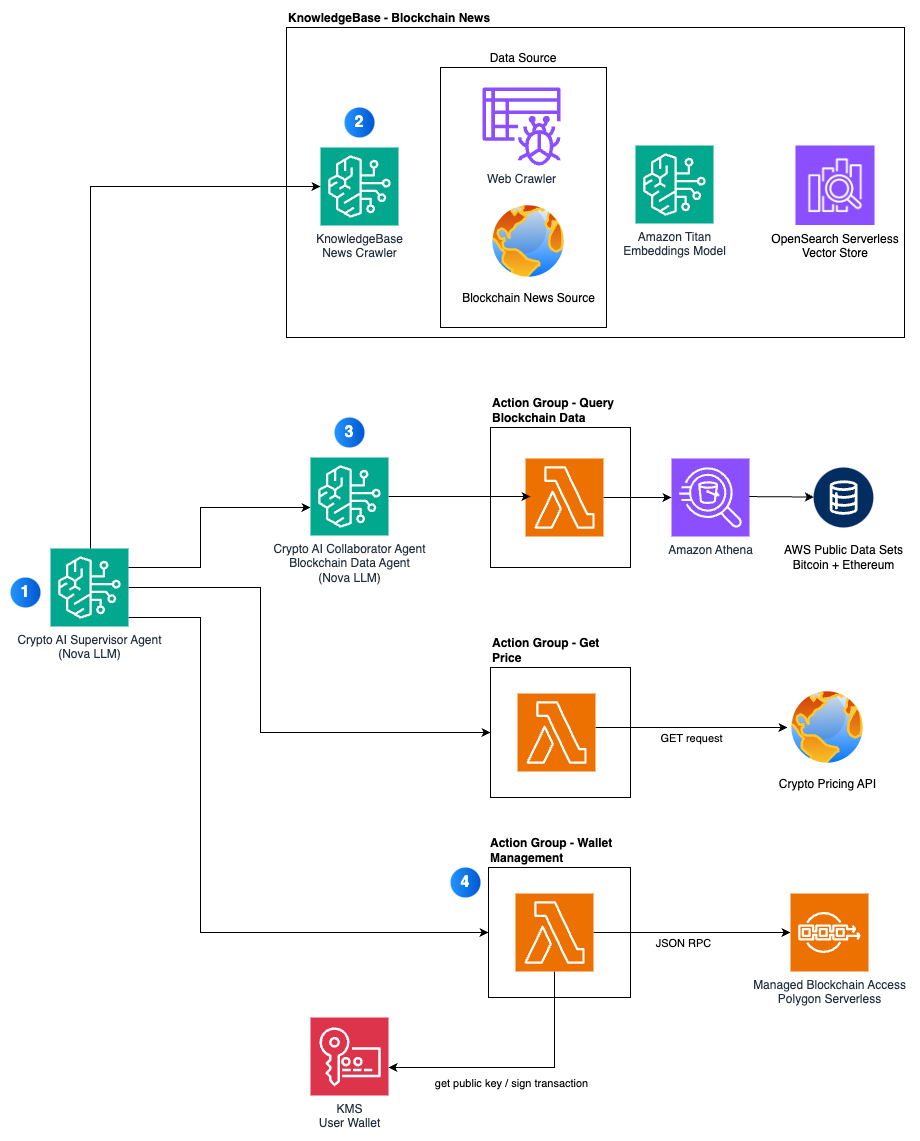 KnowledgeBase - Blockchain News
Data Source
2
Web Crawler
KnowledgeBase
News Crawler
Amazon Titan
Embeddings Model
OpenSearch Serverless
Vector Store
Blockchain News Source
Action Group - Query
Blockchain Data
3
Crypto AI Collaborator Agent
Blockchain Data Agent
(Nova LLM)
Amazon Athena
AWS Public Data Sets
Bitcoin + Ethereum
1
Crypto AI Supervisor Agent
(Nova LLM)
Action Group - Get
Price
GET request
Crypto Pricing API
Action Group - Wallet
Management
4
JSON RPC
Managed Blockchain Access
Polygon Serverless
get public key / sign transaction
KMS
User Wallet